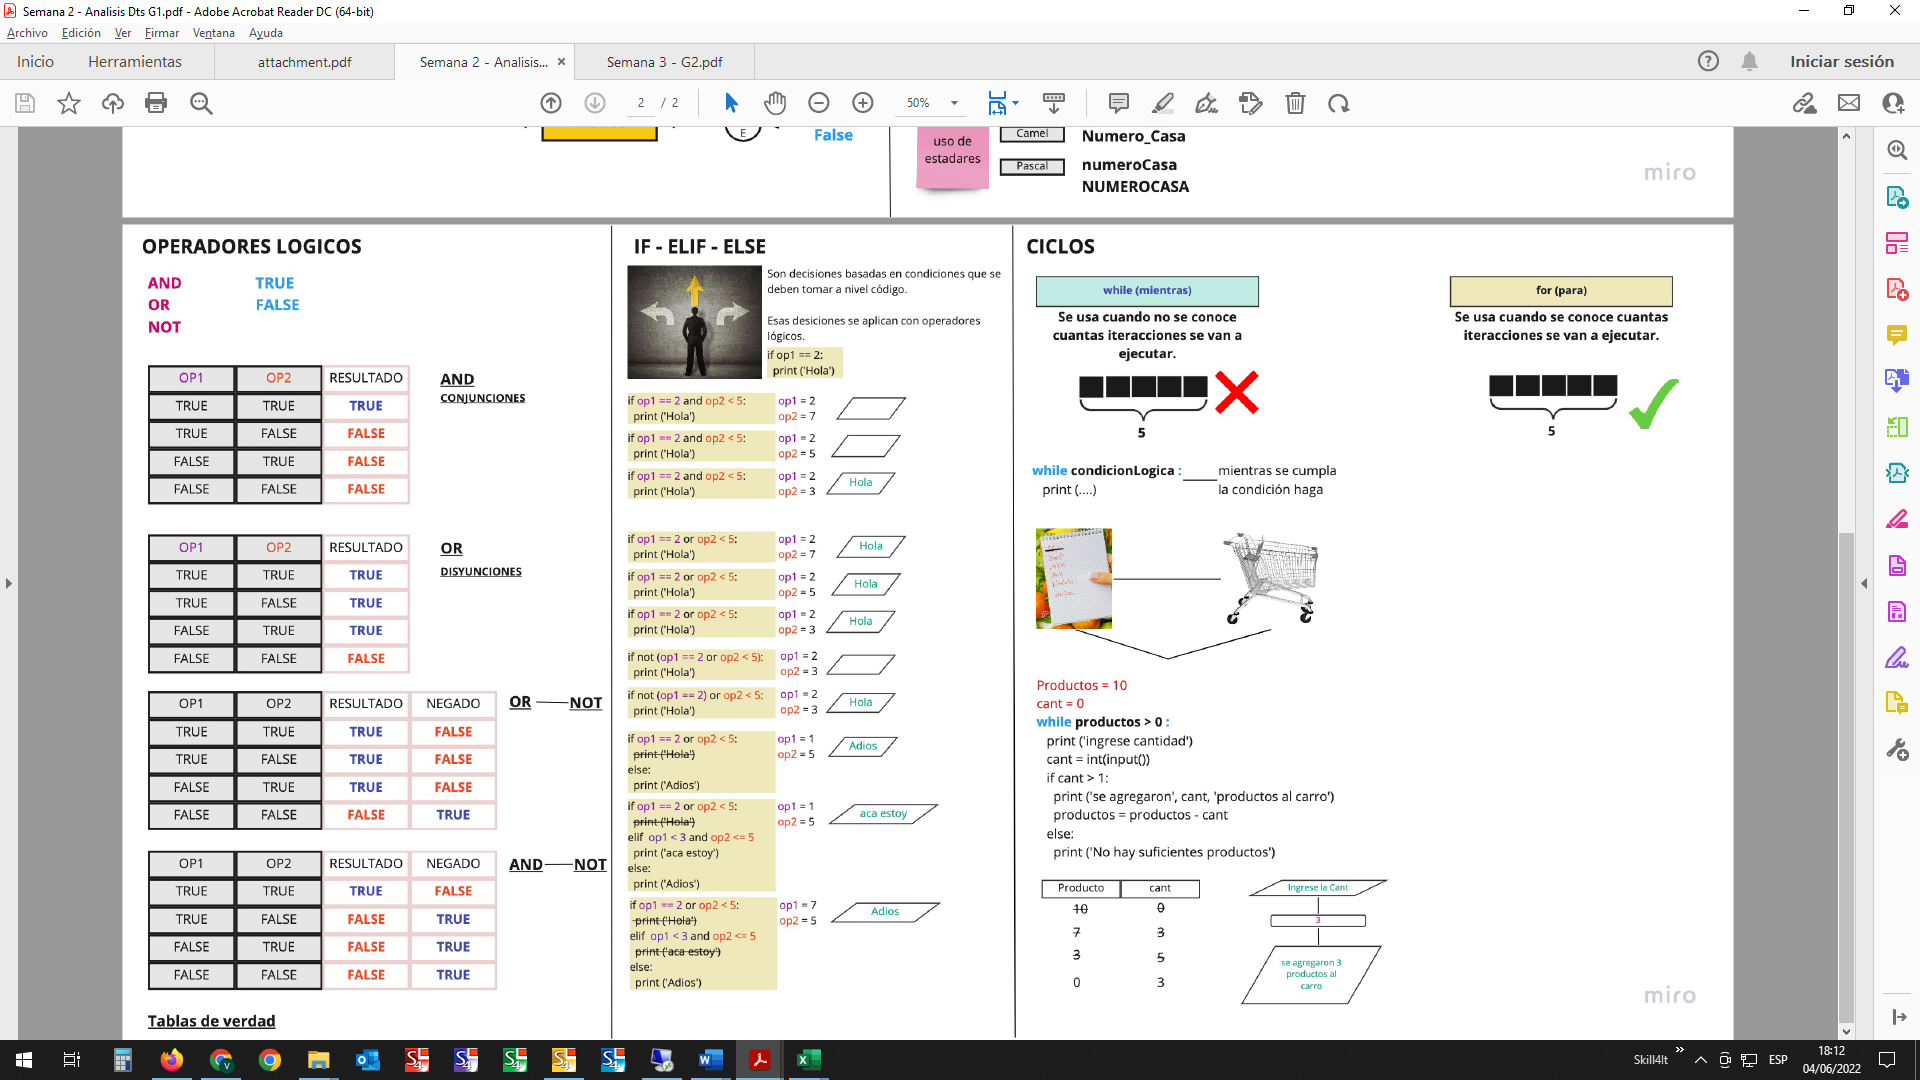 Semana 2 - Analisis Dts G1.pdf - Adobe Acrobat Reader DC (64-bit)
Archivo Edición Ver Firmar Ventana Ayuda
Inicio Herramientas attachment.pdf Semana 2 - Analisis... × Semana 3 - G2.pdf Iniciar sesión
2 / 2 50%
E
False
uso de
estadares
Camel
Pascal
Numero_Casa
numeroCasa
NUMEROCASA
miro
OPERADORES LOGICOS
AND TRUE
OR FALSE
NOT
OP1 OP2 RESULTADO
TRUE TRUE TRUE
TRUE FALSE FALSE
FALSE TRUE FALSE
FALSE FALSE FALSE
AND
CONJUNCIONES
OP1 OP2 RESULTADO
TRUE TRUE TRUE
TRUE FALSE TRUE
FALSE TRUE TRUE
FALSE FALSE FALSE
OR
DISYUNCIONES
OP1 OP2 RESULTADO NEGADO
TRUE TRUE TRUE FALSE
TRUE FALSE TRUE FALSE
FALSE TRUE TRUE FALSE
FALSE FALSE FALSE TRUE
OR NOT
OP1 OP2 RESULTADO NEGADO
TRUE TRUE TRUE FALSE
TRUE FALSE FALSE TRUE
FALSE TRUE FALSE TRUE
FALSE FALSE FALSE TRUE
AND NOT
Tablas de verdad
IF - ELIF - ELSE
Son decisiones basadas en condiciones que se
deben tomar a nivel código.
Esas desiciones se aplican con operadores
lógicos.
if op1 == 2:
print ('Hola')
if op1 == 2 and op2 < 5: op1 = 2
print ('Hola') op2 = 7
if op1 == 2 and op2 < 5: op1 = 2
print ('Hola') op2 = 5
if op1 == 2 and op2 < 5: op1 = 2
print ('Hola') op2 = 3
Hola
if op1 == 2 or op2 < 5: op1 = 2
print ('Hola') op2 = 7
Hola
if op1 == 2 or op2 < 5: op1 = 2
print ('Hola') op2 = 5
Hola
if op1 == 2 or op2 < 5: op1 = 2
print ('Hola') op2 = 3
Hola
if not (op1 == 2 or op2 < 5): op1 = 2
print ('Hola') op2 = 3
if not (op1 == 2) or op2 < 5: op1 = 2
print ('Hola') op2 = 3
Hola
if op1 == 2 or op2 < 5: op1 = 1
print ('Hola') op2 = 5
else:
print ('Adios')
Adios
if op1 == 2 or op2 < 5: op1 = 1
print ('Hola') op2 = 5
elif op1 < 3 and op2 <= 5
print ('aca estoy')
else:
print ('Adios')
aca estoy
if op1 == 2 or op2 < 5: op1 = 7
print ('Hola') op2 = 5
elif op1 < 3 and op2 <= 5
print ('aca estoy')
else:
print ('Adios')
Adios
CICLOS
while (mientras)
Se usa cuando no se conoce
cuantas iteracciones se van a
ejecutar.
5
for (para)
Se usa cuando se conoce cuantas
iteracciones se van a ejecutar.
5
while condicionLogica : mientras se cumpla
print (....) la condición haga
Productos = 10
cant = 0
while productos > 0 :
print ('ingrese cantidad')
cant = int(input())
if cant > 1:
print ('se agregaron', cant, 'productos al carro')
productos = productos - cant
else:
print ('No hay suficientes productos')
Producto cant
10 0
7 3
3 5
0 3
Ingrese la Cant
3
se agregaron 3
productos al
carro
miro
Skill4It » ESP
18:12
04/06/2022